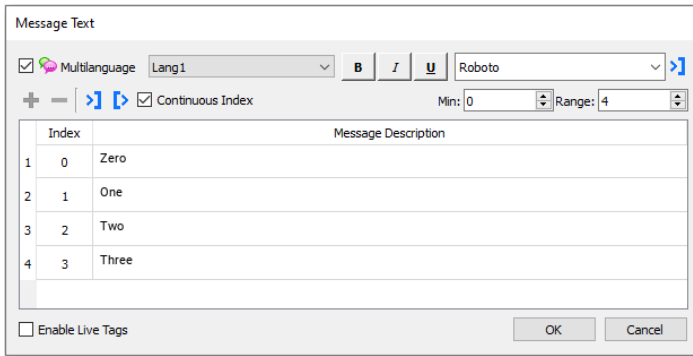 Message Text
Multilanguage Lang1 B I U Roboto
Continuous Index Min: 0 Range: 4
Index Message Description
1 0 Zero
2 1 One
3 2 Two
4 3 Three
Enable Live Tags OK Cancel